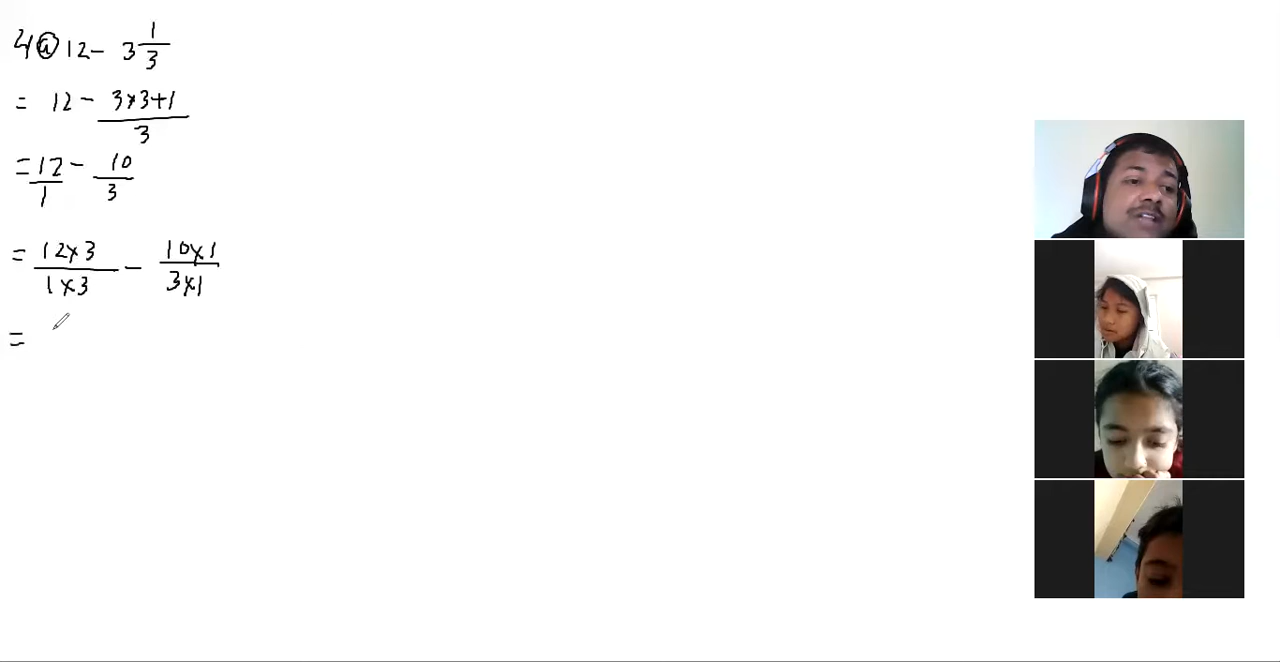 4 ⓐ 12 - 3 1/3
= 12 - (3×3+1)/3
= 12/1 - 10/3
= (12×3)/(1×3) - (10×1)/(3×1)
=